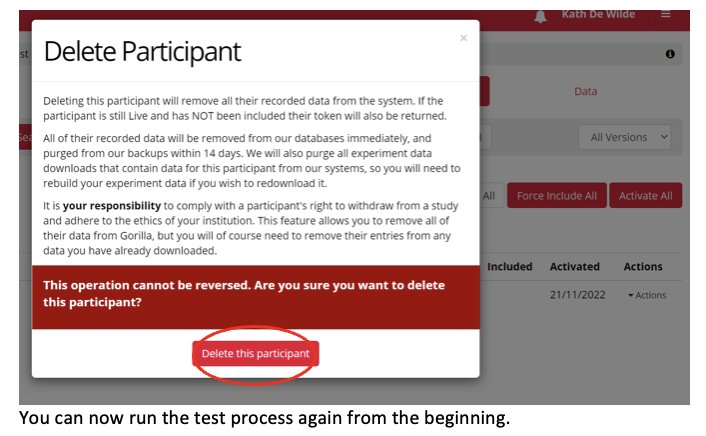 Kath De Wilde
st
Delete Participant
×
Data
Deleting this participant will remove all their recorded data from the system. If the
participant is still Live and has NOT been included their token will also be returned.
All of their recorded data will be removed from our databases immediately, and
purged from our backups within 14 days. We will also purge all experiment data
downloads that contain data for this participant from our systems, so you will need to
rebuild your experiment data if you wish to redownload it.
All Versions
It is your responsibility to comply with a participant's right to withdraw from a study
and adhere to the ethics of your institution. This feature allows you to remove all of
their data from Gorilla, but you will of course need to remove their entries from any
data you have already downloaded.
All Force Include All Activate All
Included Activated Actions
This operation cannot be reversed. Are you sure you want to delete
this participant?
21/11/2022 Actions
Delete this participant
You can now run the test process again from the beginning.